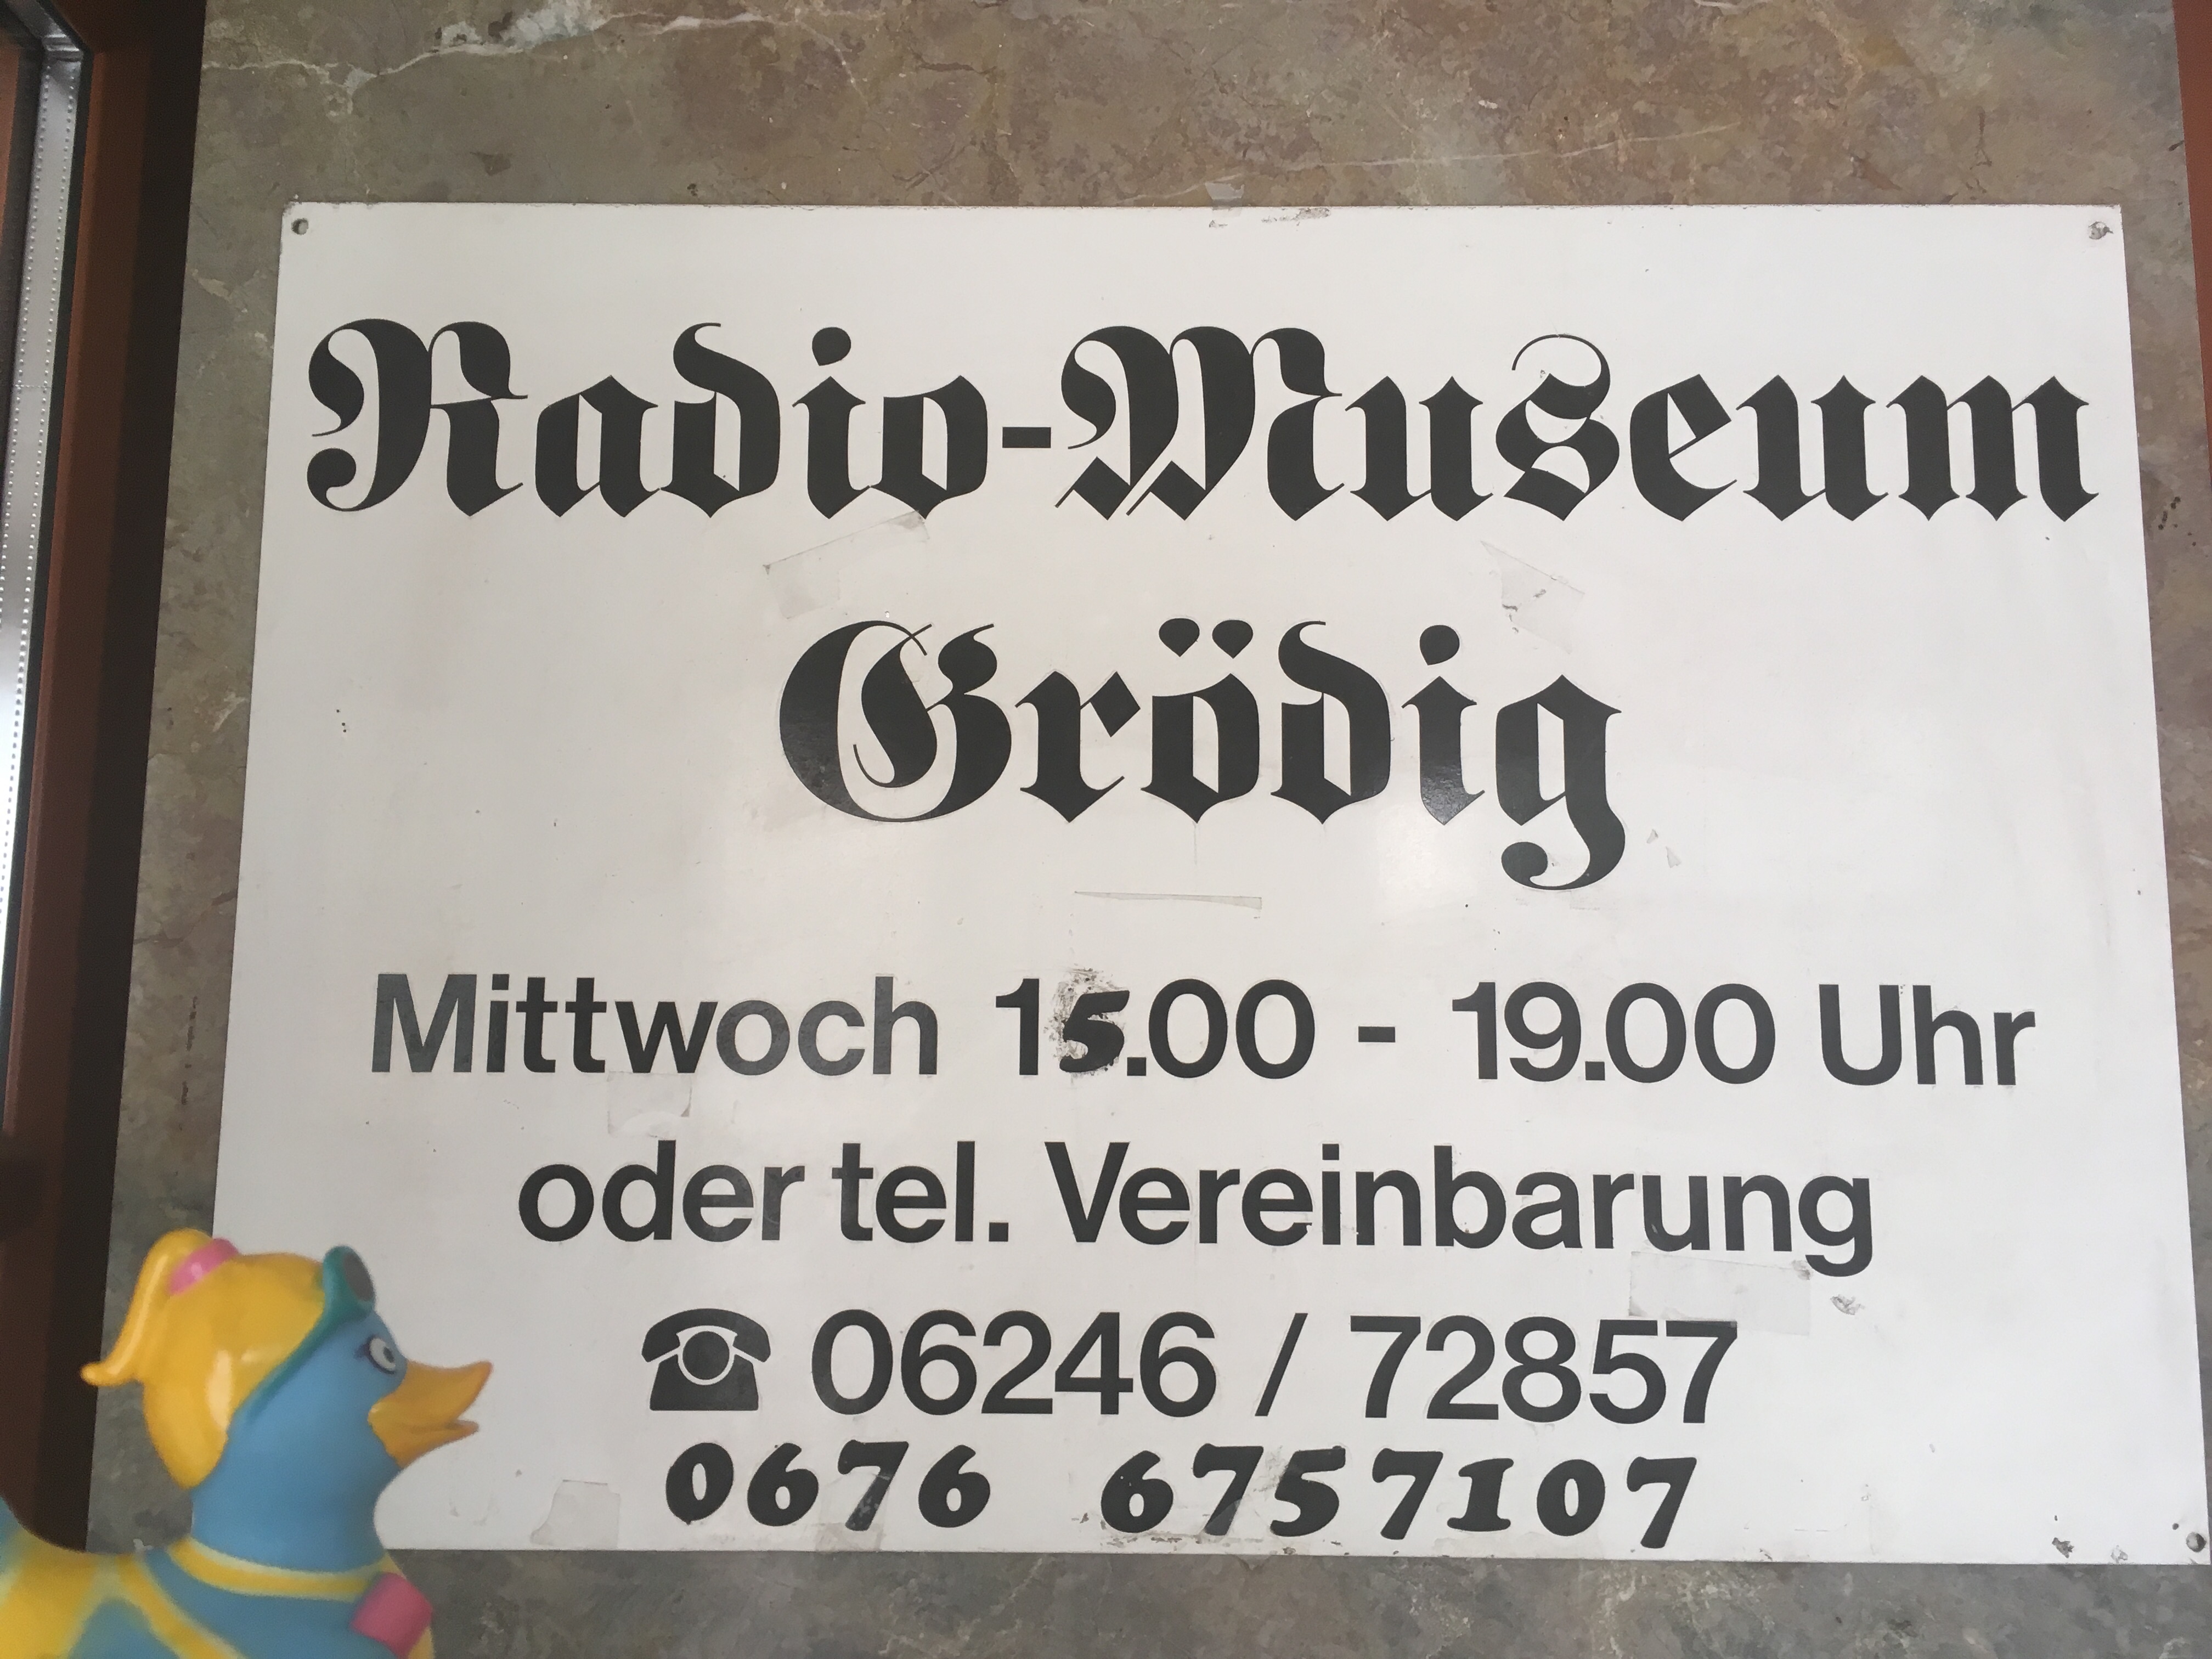 Radio-Museum
Grödig
Mittwoch 15.00 - 19.00 Uhr
oder tel. Vereinbarung
☎ 06246 / 72857
0676 6757107